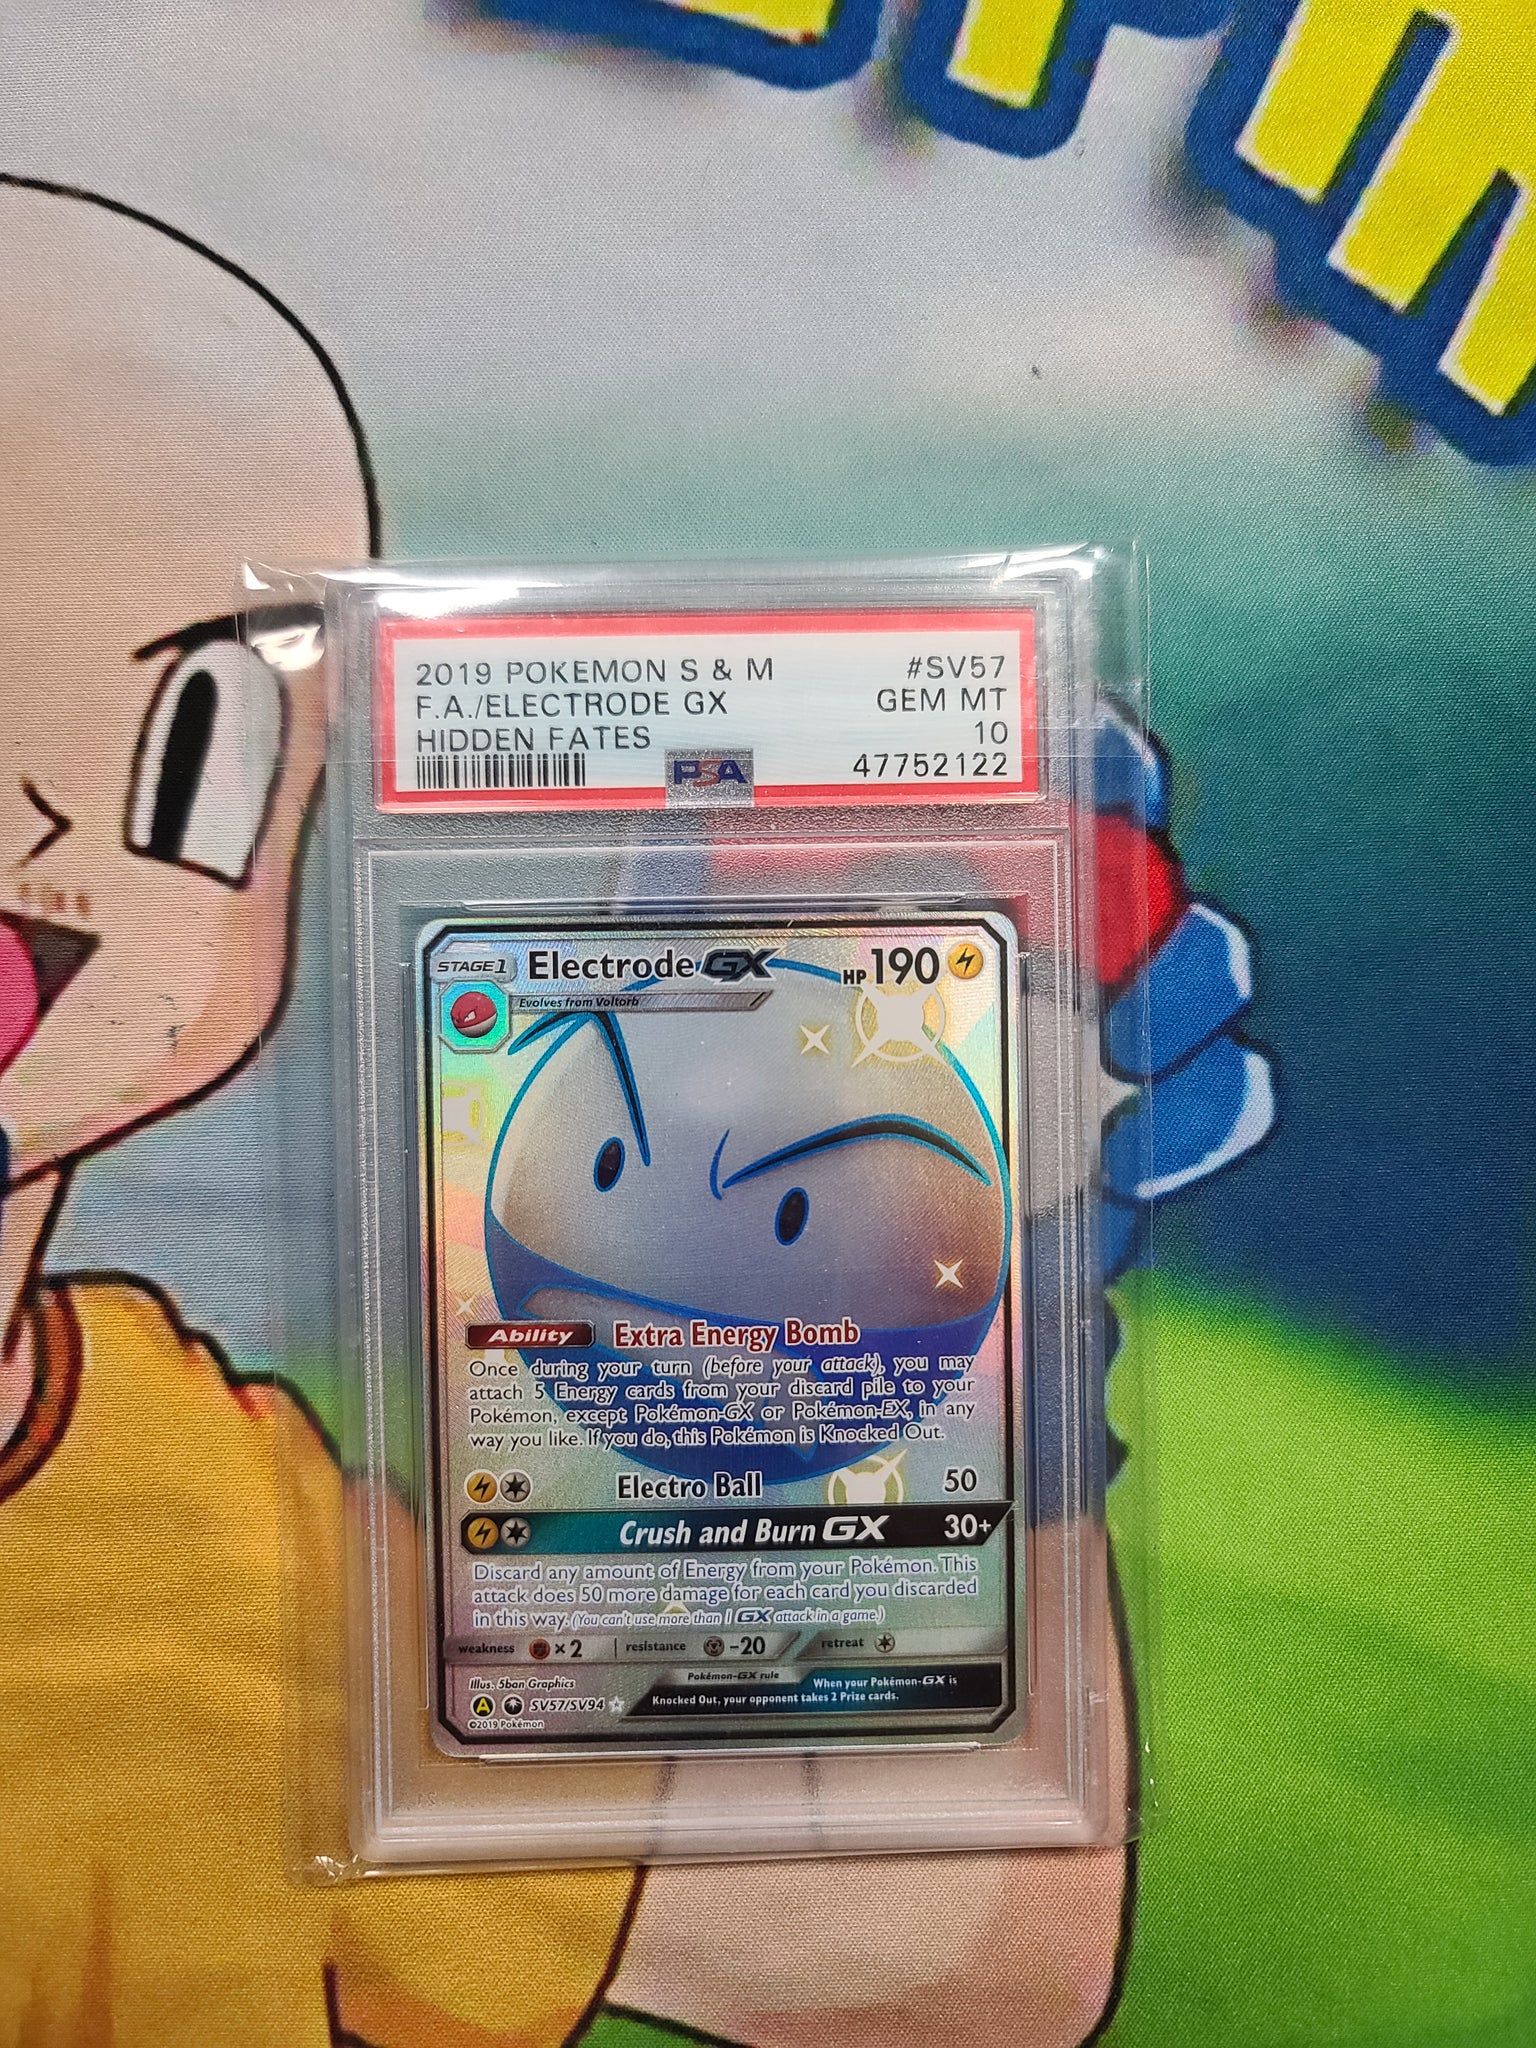 2019 POKEMON S & M #SV57
F.A./ELECTRODE GX GEM MT
HIDDEN FATES 10
PSA 47752122
STAGE 1 Electrode GX HP 190
Evolves from Voltorb
Ability Extra Energy Bomb
Once during your turn (before your attack), you may
attach 5 Energy cards from your discard pile to your
Pokémon, except Pokémon-GX or Pokémon-EX, in any
way you like. If you do, this Pokémon is Knocked Out.
Electro Ball 50
Crush and Burn GX 30+
Discard any amount of Energy from your Pokémon. This
attack does 50 more damage for each card you discarded
in this way. (You can't use more than 1 GX attack in a game.)
weakness × 2 resistance -20 retreat
Illus. 5ban Graphics Pokémon-GX rule When your Pokémon-GX is
A SV57/SV94 Knocked Out, your opponent takes 2 Prize cards.
©2019 Pokémon